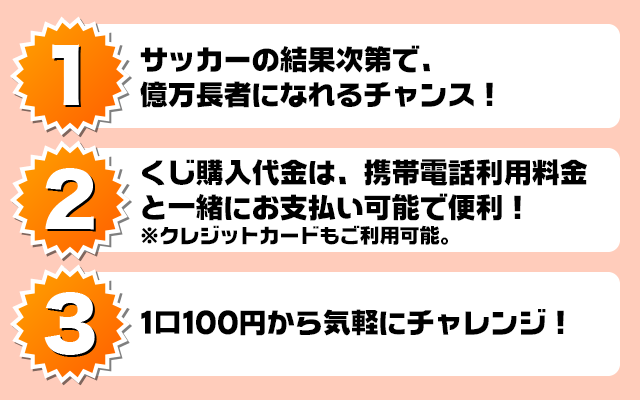 1
サッカーの結果次第で、
億万長者になれるチャンス！
2
くじ購入代金は、携帯電話利用料金
と一緒にお支払い可能で便利！
※クレジットカードもご利用可能。
3
1口100円から気軽にチャレンジ！